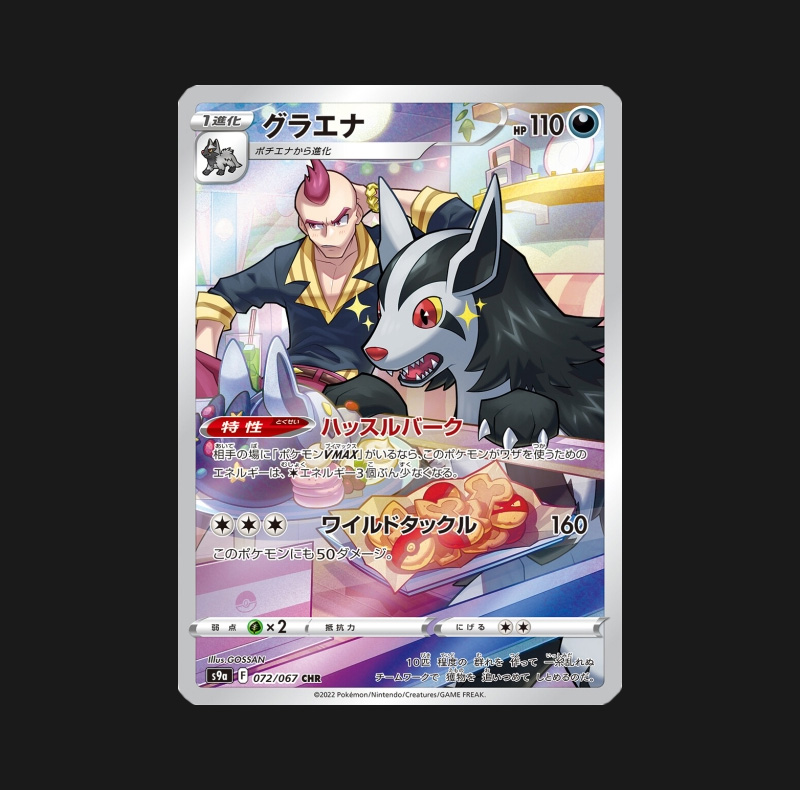 1進化
グラエナ
HP 110
ポチエナから進化
特性 とくせい ハッスルバーク
相手の場に「ポケモンVMAX」がいるなら、このポケモンがワザを使うための
エネルギーは、エネルギー3個ぶん少なくなる。
ワイルドタックル 160
このポケモンにも50ダメージ。
弱点 ×2 抵抗力 にげる
Illus. GOSSAN
10匹 程度の 群れを 作って 一糸乱れぬ
チームワークで 獲物を 追いつめて しとめるのだ。
s9a F 072/067 CHR
©2022 Pokémon/Nintendo/Creatures/GAME FREAK.